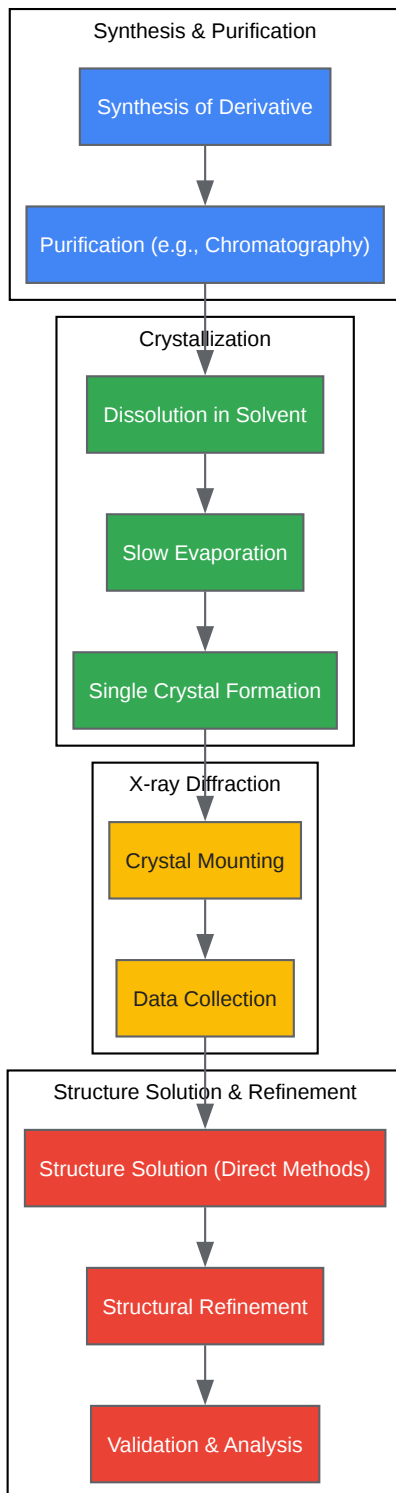 Synthesis & Purification
Synthesis of Derivative
Purification (e.g., Chromatography)
Crystallization
Dissolution in Solvent
Slow Evaporation
Single Crystal Formation
X-ray Diffraction
Crystal Mounting
Data Collection
Structure Solution & Refinement
Structure Solution (Direct Methods)
Structural Refinement
Validation & Analysis